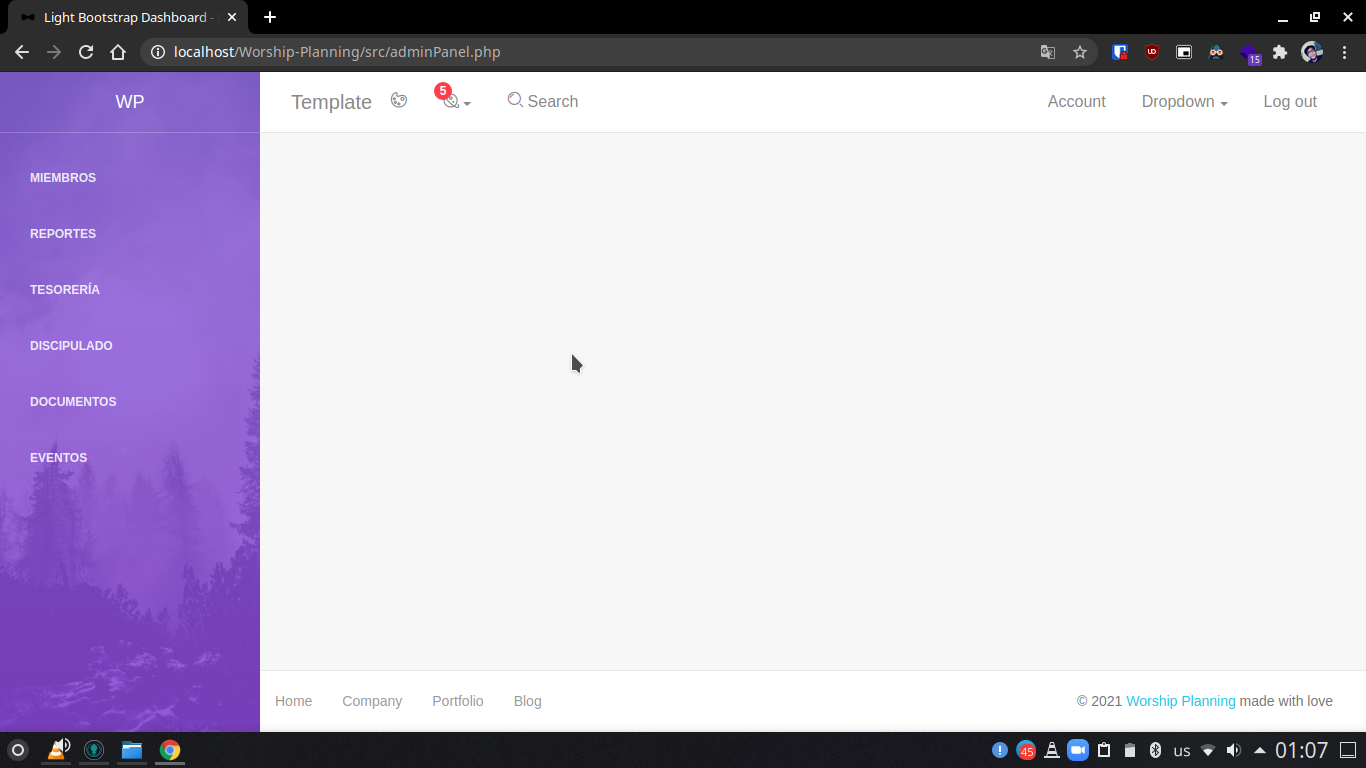 Light Bootstrap Dashboard -
localhost/Worship-Planning/src/adminPanel.php
15
WP
Template
5
Search
Account
Dropdown
Log out
MIEMBROS
REPORTES
TESORERÍA
DISCIPULADO
DOCUMENTOS
EVENTOS
Home
Company
Portfolio
Blog
© 2021 Worship Planning made with love
45
us
01:07